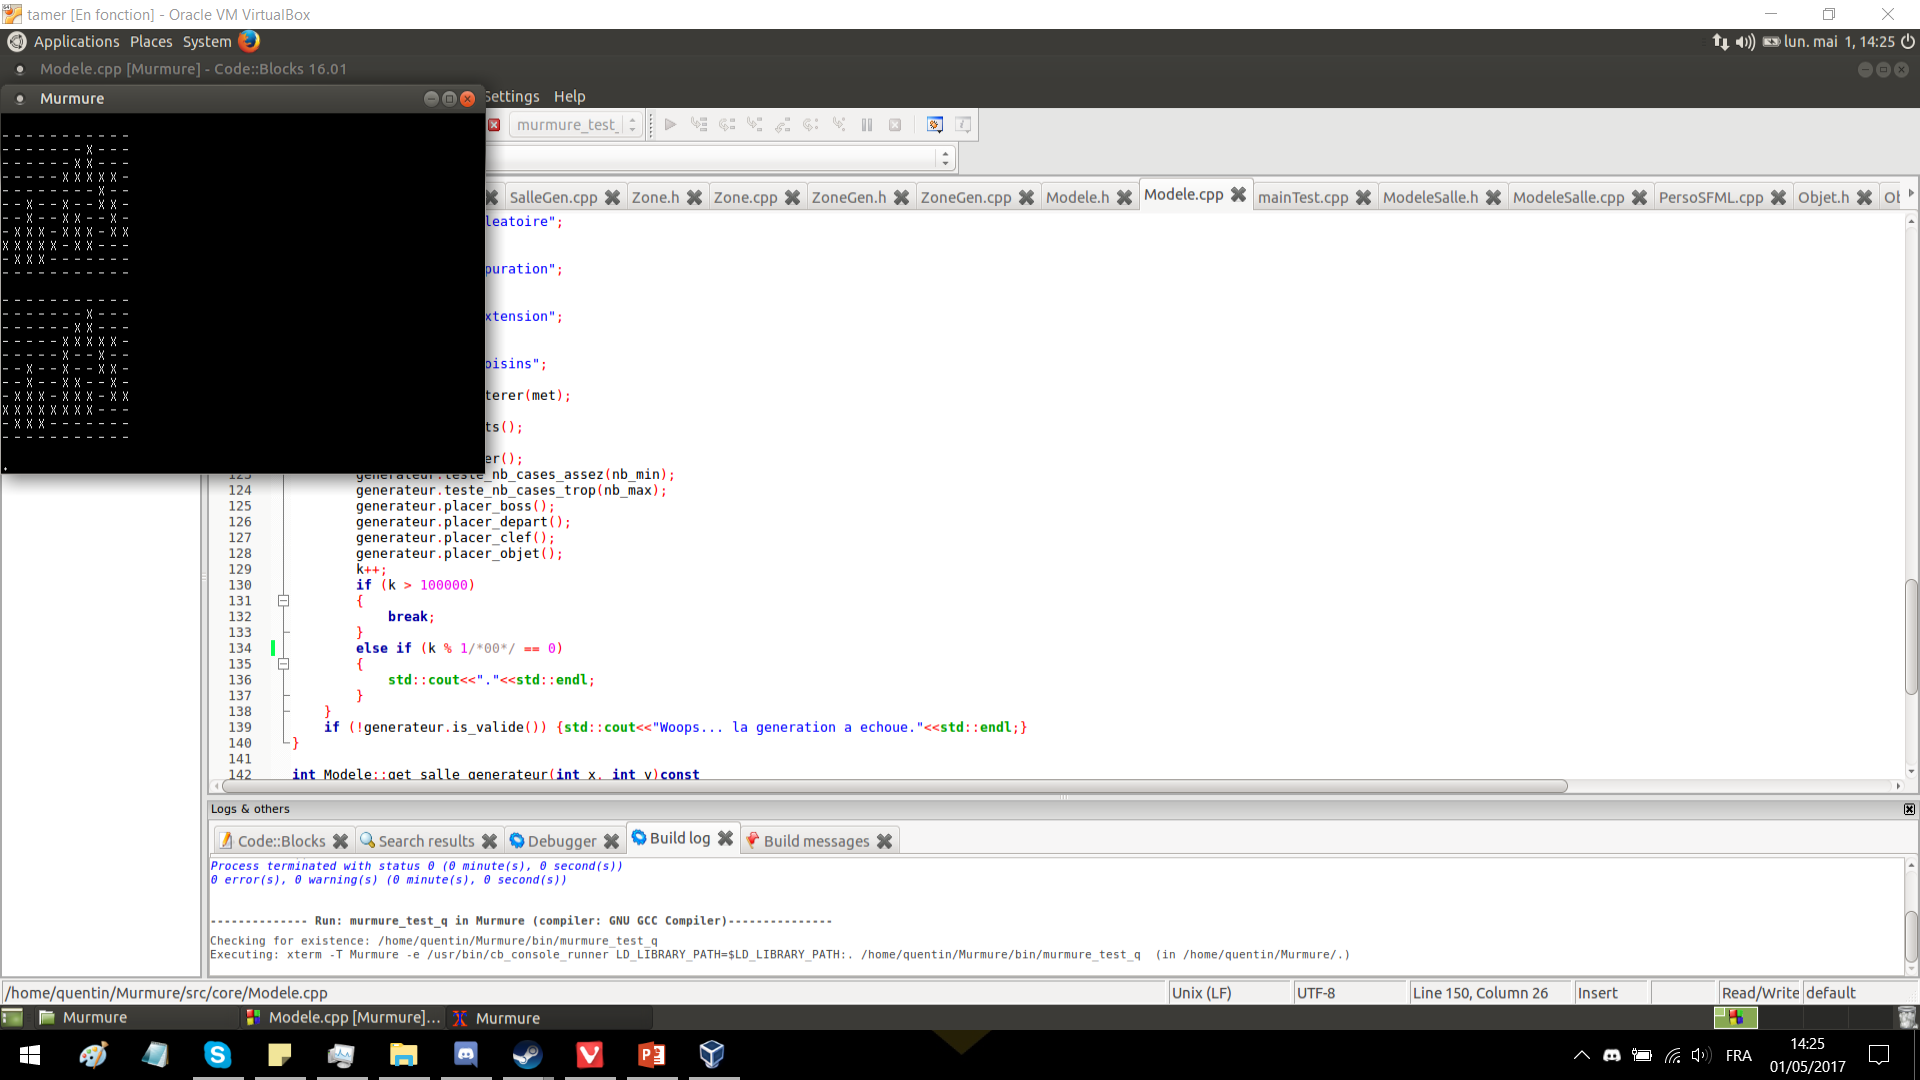 tamer [En fonction] - Oracle VM VirtualBox
Applications Places System
lun. mai 1, 14:25
Modele.cpp [Murmure] - Code::Blocks 16.01
Murmure
Settings Help
murmure_test_
- - - - - - - - - - -
- - - - - - - X - - -
- - - - - - X X - - -
- - - - - X X X X X -
- - - - - - - - X - -
- - X - - X - - X X -
- - X - - X X - - X -
- X X X - X X X - X X
X X X X X - X X - - -
- X X X - - - - - - -
- - - - - - - - - - -
- - - - - - - - - - -
- - - - - - - X - - -
- - - - - - X X - - -
- - - - - X X X X X -
- - - - - X - - X - -
- - X - - X - - X X -
- - X - - X X - - X -
- X X X - X X X - X X
X X X X X X X X - - -
- X X X - - - - - - -
- - - - - - - - - - -
.
SalleGen.cpp Zone.h Zone.cpp ZoneGen.h ZoneGen.cpp Modele.h Modele.cpp mainTest.cpp ModeleSalle.h ModeleSalle.cpp PersoSFML.cpp Objet.h Ob
leatoire";
puration";
xtension";
oisins";
terer(met);
ts();
er();
123 generateur.teste_nb_cases_assez(nb_min);
124 generateur.teste_nb_cases_trop(nb_max);
125 generateur.placer_boss();
126 generateur.placer_depart();
127 generateur.placer_clef();
128 generateur.placer_objet();
129 k++;
130 if (k > 100000)
131 {
132 break;
133 }
134 else if (k % 1/*00*/ == 0)
135 {
136 std::cout<<"."<<std::endl;
137 }
138 }
139 if (!generateur.is_valide()) {std::cout<<"Woops... la generation a echoue."<<std::endl;}
140 }
141
142 int Modele::get_salle_generateur(int x, int y)const
Logs & others
Code::Blocks Search results Debugger Build log Build messages
Process terminated with status 0 (0 minute(s), 0 second(s))
0 error(s), 0 warning(s) (0 minute(s), 0 second(s))
-------------- Run: murmure_test_q in Murmure (compiler: GNU GCC Compiler)---------------
Checking for existence: /home/quentin/Murmure/bin/murmure_test_q
Executing: xterm -T Murmure -e /usr/bin/cb_console_runner LD_LIBRARY_PATH=$LD_LIBRARY_PATH:. /home/quentin/Murmure/bin/murmure_test_q (in /home/quentin/Murmure/.)
/home/quentin/Murmure/src/core/Modele.cpp Unix (LF) UTF-8 Line 150, Column 26 Insert Read/Write default
Murmure Modele.cpp [Murmure]... Murmure
FRA
14:25
01/05/2017